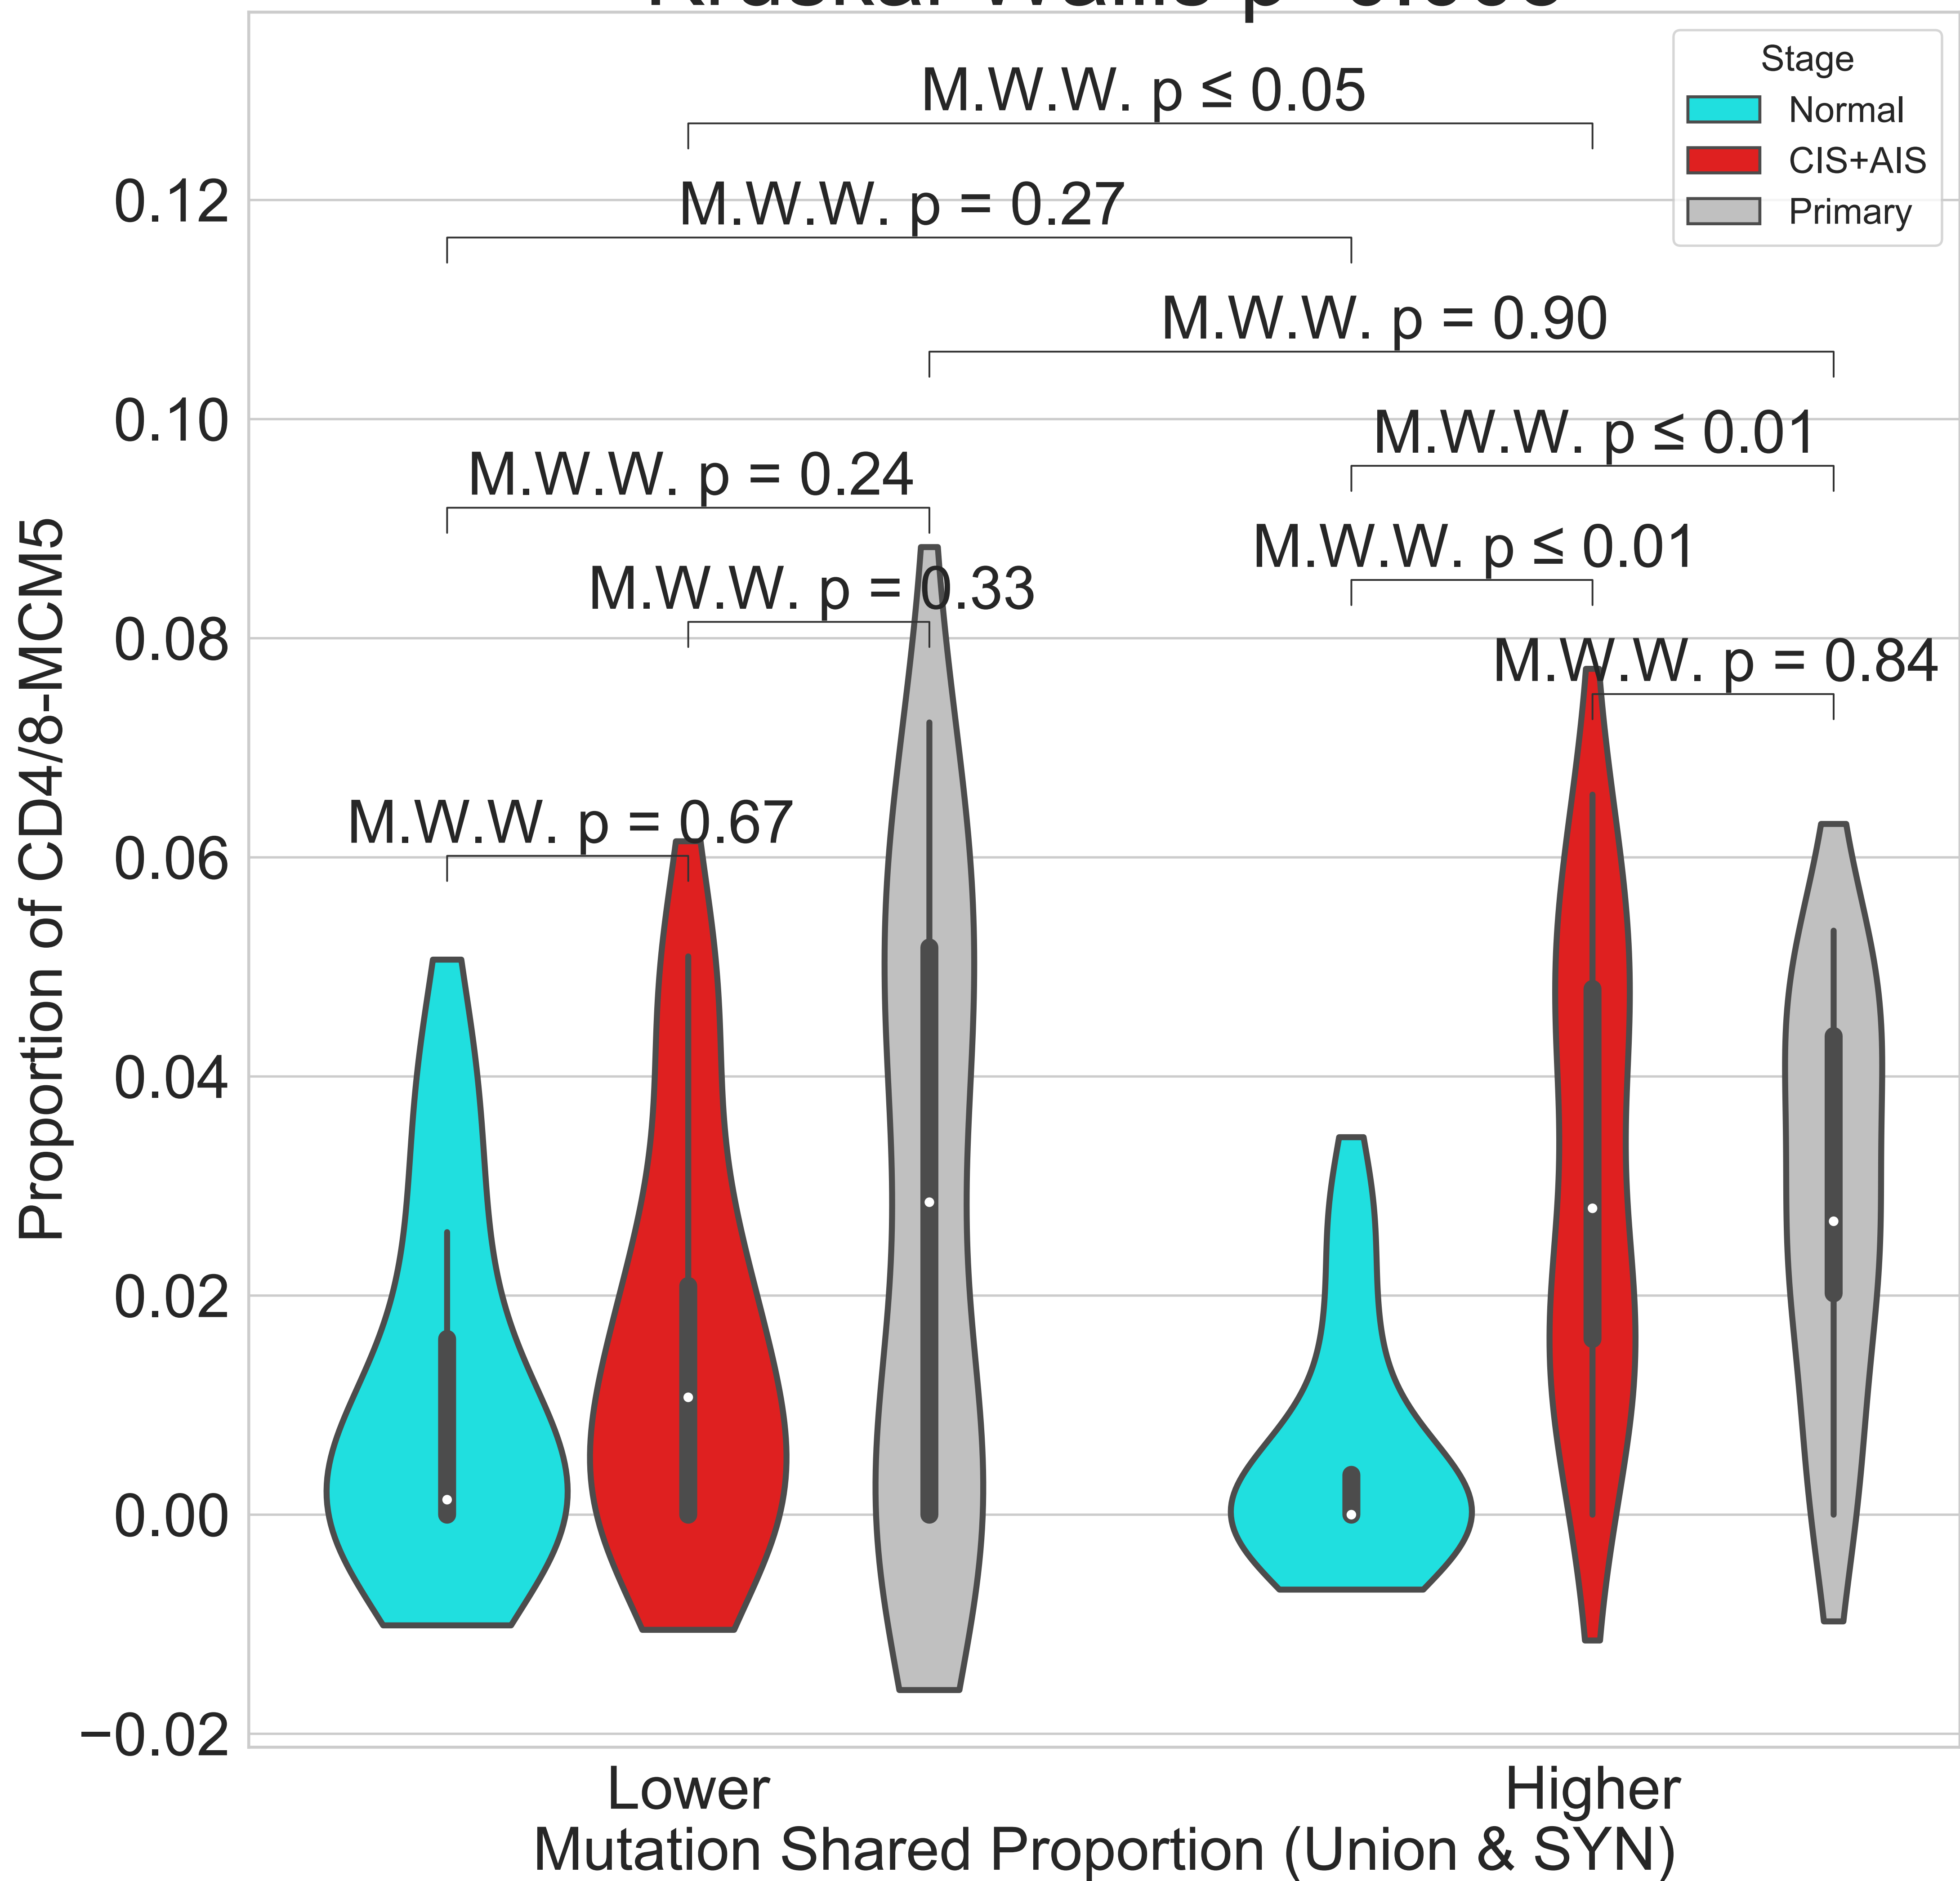 Stage
Normal
CIS+AIS
Primary
M.W.W. p ≤ 0.05
M.W.W. p = 0.27
M.W.W. p = 0.90
M.W.W. p ≤ 0.01
M.W.W. p = 0.24
M.W.W. p ≤ 0.01
M.W.W. p = 0.33
M.W.W. p = 0.84
M.W.W. p = 0.67
0.12
0.10
0.08
0.06
0.04
0.02
0.00
−0.02
Proportion of CD4/8-MCM5
Lower
Higher
Mutation Shared Proportion (Union & SYN)